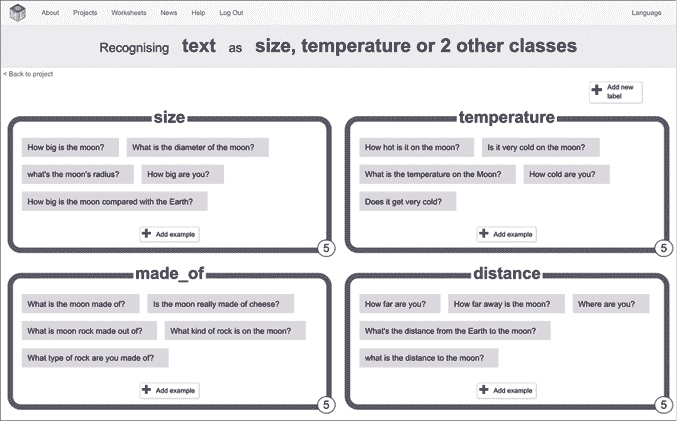 About Projects Worksheets News Help Log Out Language
Recognising text as size, temperature or 2 other classes
< Back to project
Add new
label
size
How big is the moon? What is the diameter of the moon?
what's the moon's radius? How big are you?
How big is the moon compared with the Earth?
Add example
5
temperature
How hot is it on the moon? Is it very cold on the moon?
What is the temperature on the Moon? How cold are you?
Does it get very cold?
Add example
5
made_of
What is the moon made of? Is the moon really made of cheese?
What is moon rock made out of? What kind of rock is on the moon?
What type of rock are you made of?
Add example
5
distance
How far are you? How far away is the moon? Where are you?
What's the distance from the Earth to the moon?
what is the distance to the moon?
Add example
5